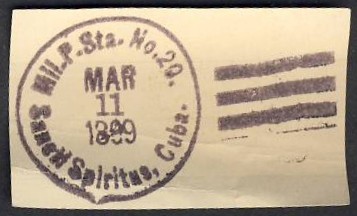 Mil.P.Sta. No.20.
MAR
11
1899
Sancti Spiritus, Cuba.